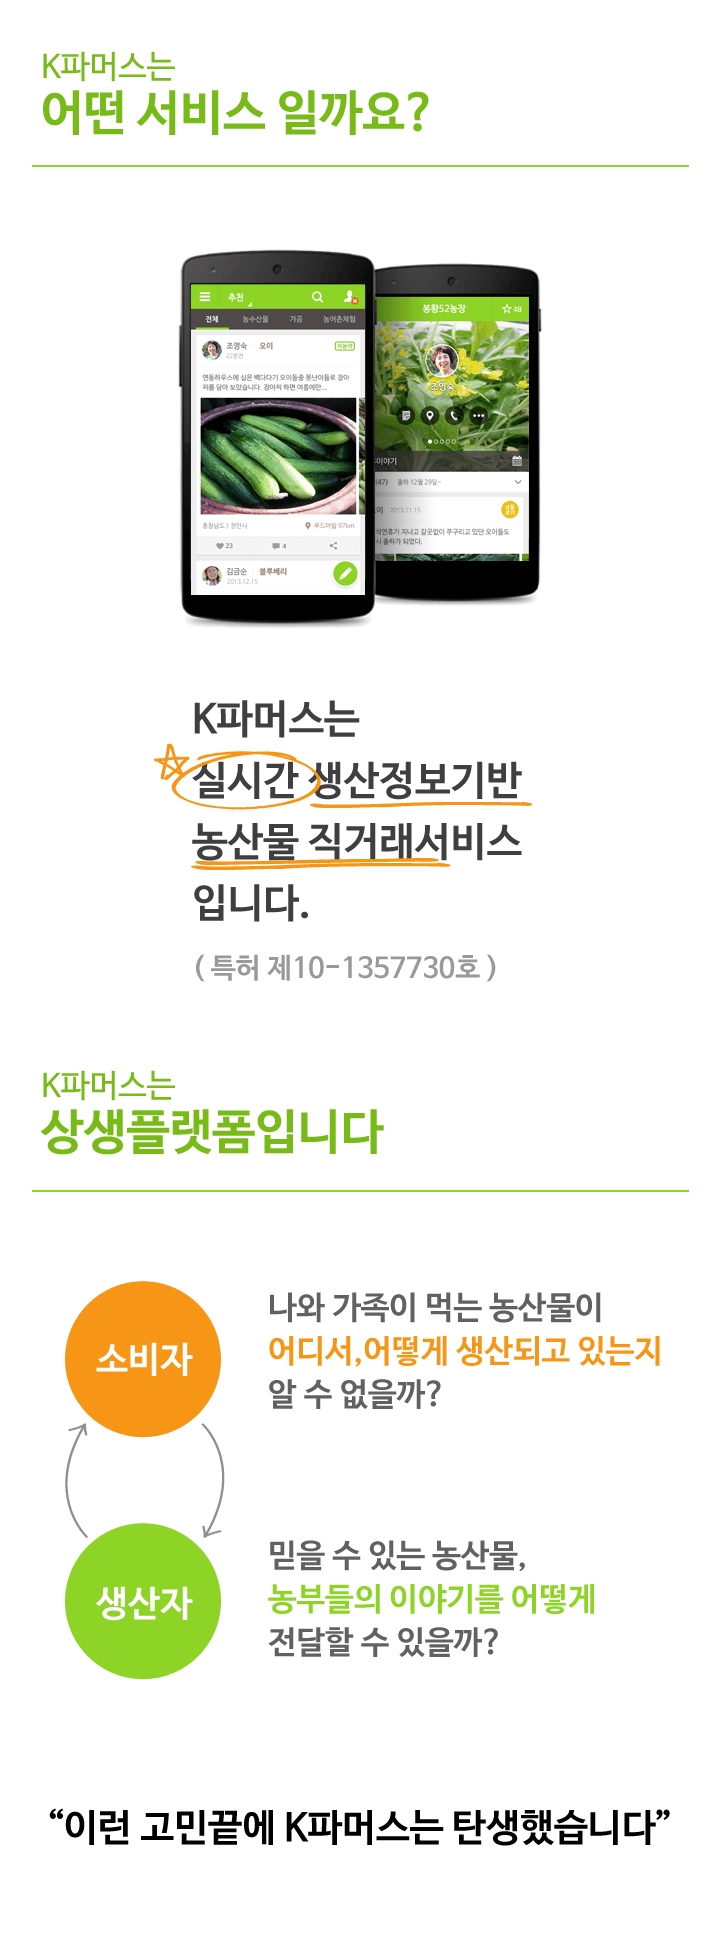 K파머스는
어떤 서비스 일까요?
추천
N
전체 농수산물 가공 농어촌체험
조영숙 오이
22분전
저농약
연동하우스에 심은 백다다기 오이들중 못난이들로 장아
찌를 담아 보았습니다. 장아찌 하면 여름에만...
충청남도 > 천안시 푸드마일 97km
23 4
김금순 블루베리
2013.12.15
봉황52농장 48
조영숙
이야기
(47) 출하 12월 29일~
이 2013.11.15
석연휴가 지나고 갈곳없이 쭈구리고 있던 오이들도
시 출하가 되었다.
K파머스는
실시간 생산정보기반
농산물 직거래서비스
입니다.
( 특허 제10-1357730호 )
K파머스는
상생플랫폼입니다
소비자
나와 가족이 먹는 농산물이
어디서,어떻게 생산되고 있는지
알 수 없을까?
생산자
믿을 수 있는 농산물,
농부들의 이야기를 어떻게
전달할 수 있을까?
“이런 고민끝에 K파머스는 탄생했습니다”